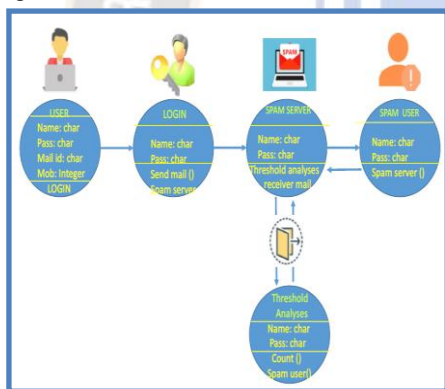 SPAM
USER
Name: char
Pass: char
Mail id: char
Mob: Integer
LOGIN
LOGIN
Name: char
Pass: char
Send mail ()
Spam server
SPAM SERVER
Name: char
Pass: char
Threshold analyses
receiver mail
SPAM USER
Name: char
Pass: char
Spam server ()
Threshold
Analyses
Name: char
Pass: char
Count ()
Spam user()